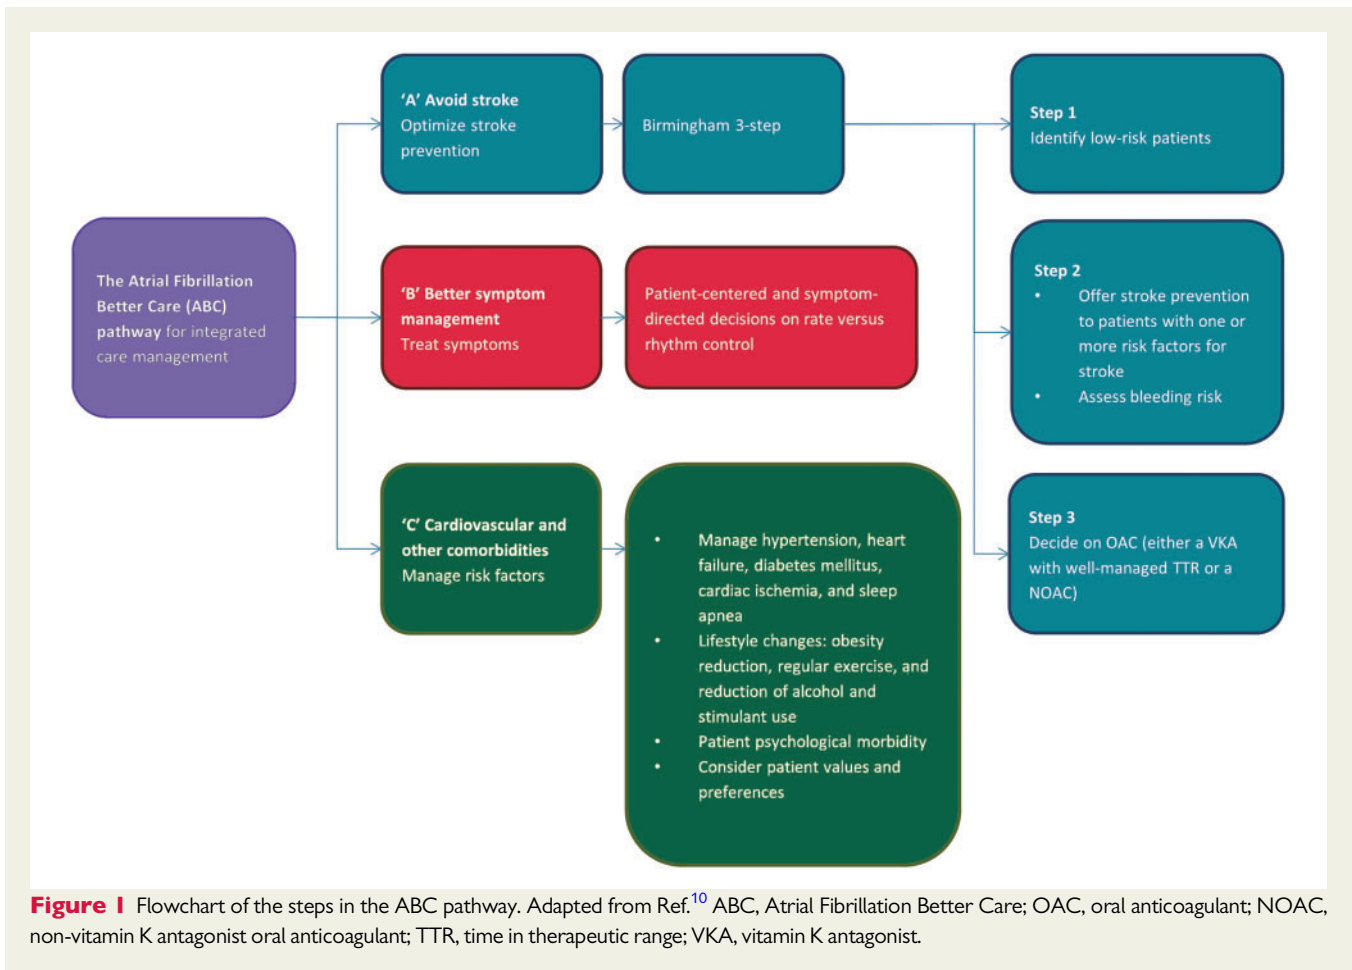 The Atrial Fibrillation
Better Care (ABC)
pathway for integrated
care management
‘A’ Avoid stroke
Optimize stroke
prevention
Birmingham 3-step
Step 1
Identify low-risk patients
Step 2
• Offer stroke prevention
to patients with one or
more risk factors for
stroke
• Assess bleeding risk
Step 3
Decide on OAC (either a VKA
with well-managed TTR or a
NOAC)
‘B’ Better symptom
management
Treat symptoms
Patient-centered and symptom-
directed decisions on rate versus
rhythm control
‘C’ Cardiovascular and
other comorbidities
Manage risk factors
• Manage hypertension, heart
failure, diabetes mellitus,
cardiac ischemia, and sleep
apnea
• Lifestyle changes: obesity
reduction, regular exercise, and
reduction of alcohol and
stimulant use
• Patient psychological morbidity
• Consider patient values and
preferences
Figure 1 Flowchart of the steps in the ABC pathway. Adapted from Ref.10 ABC, Atrial Fibrillation Better Care; OAC, oral anticoagulant; NOAC,
non-vitamin K antagonist oral anticoagulant; TTR, time in therapeutic range; VKA, vitamin K antagonist.